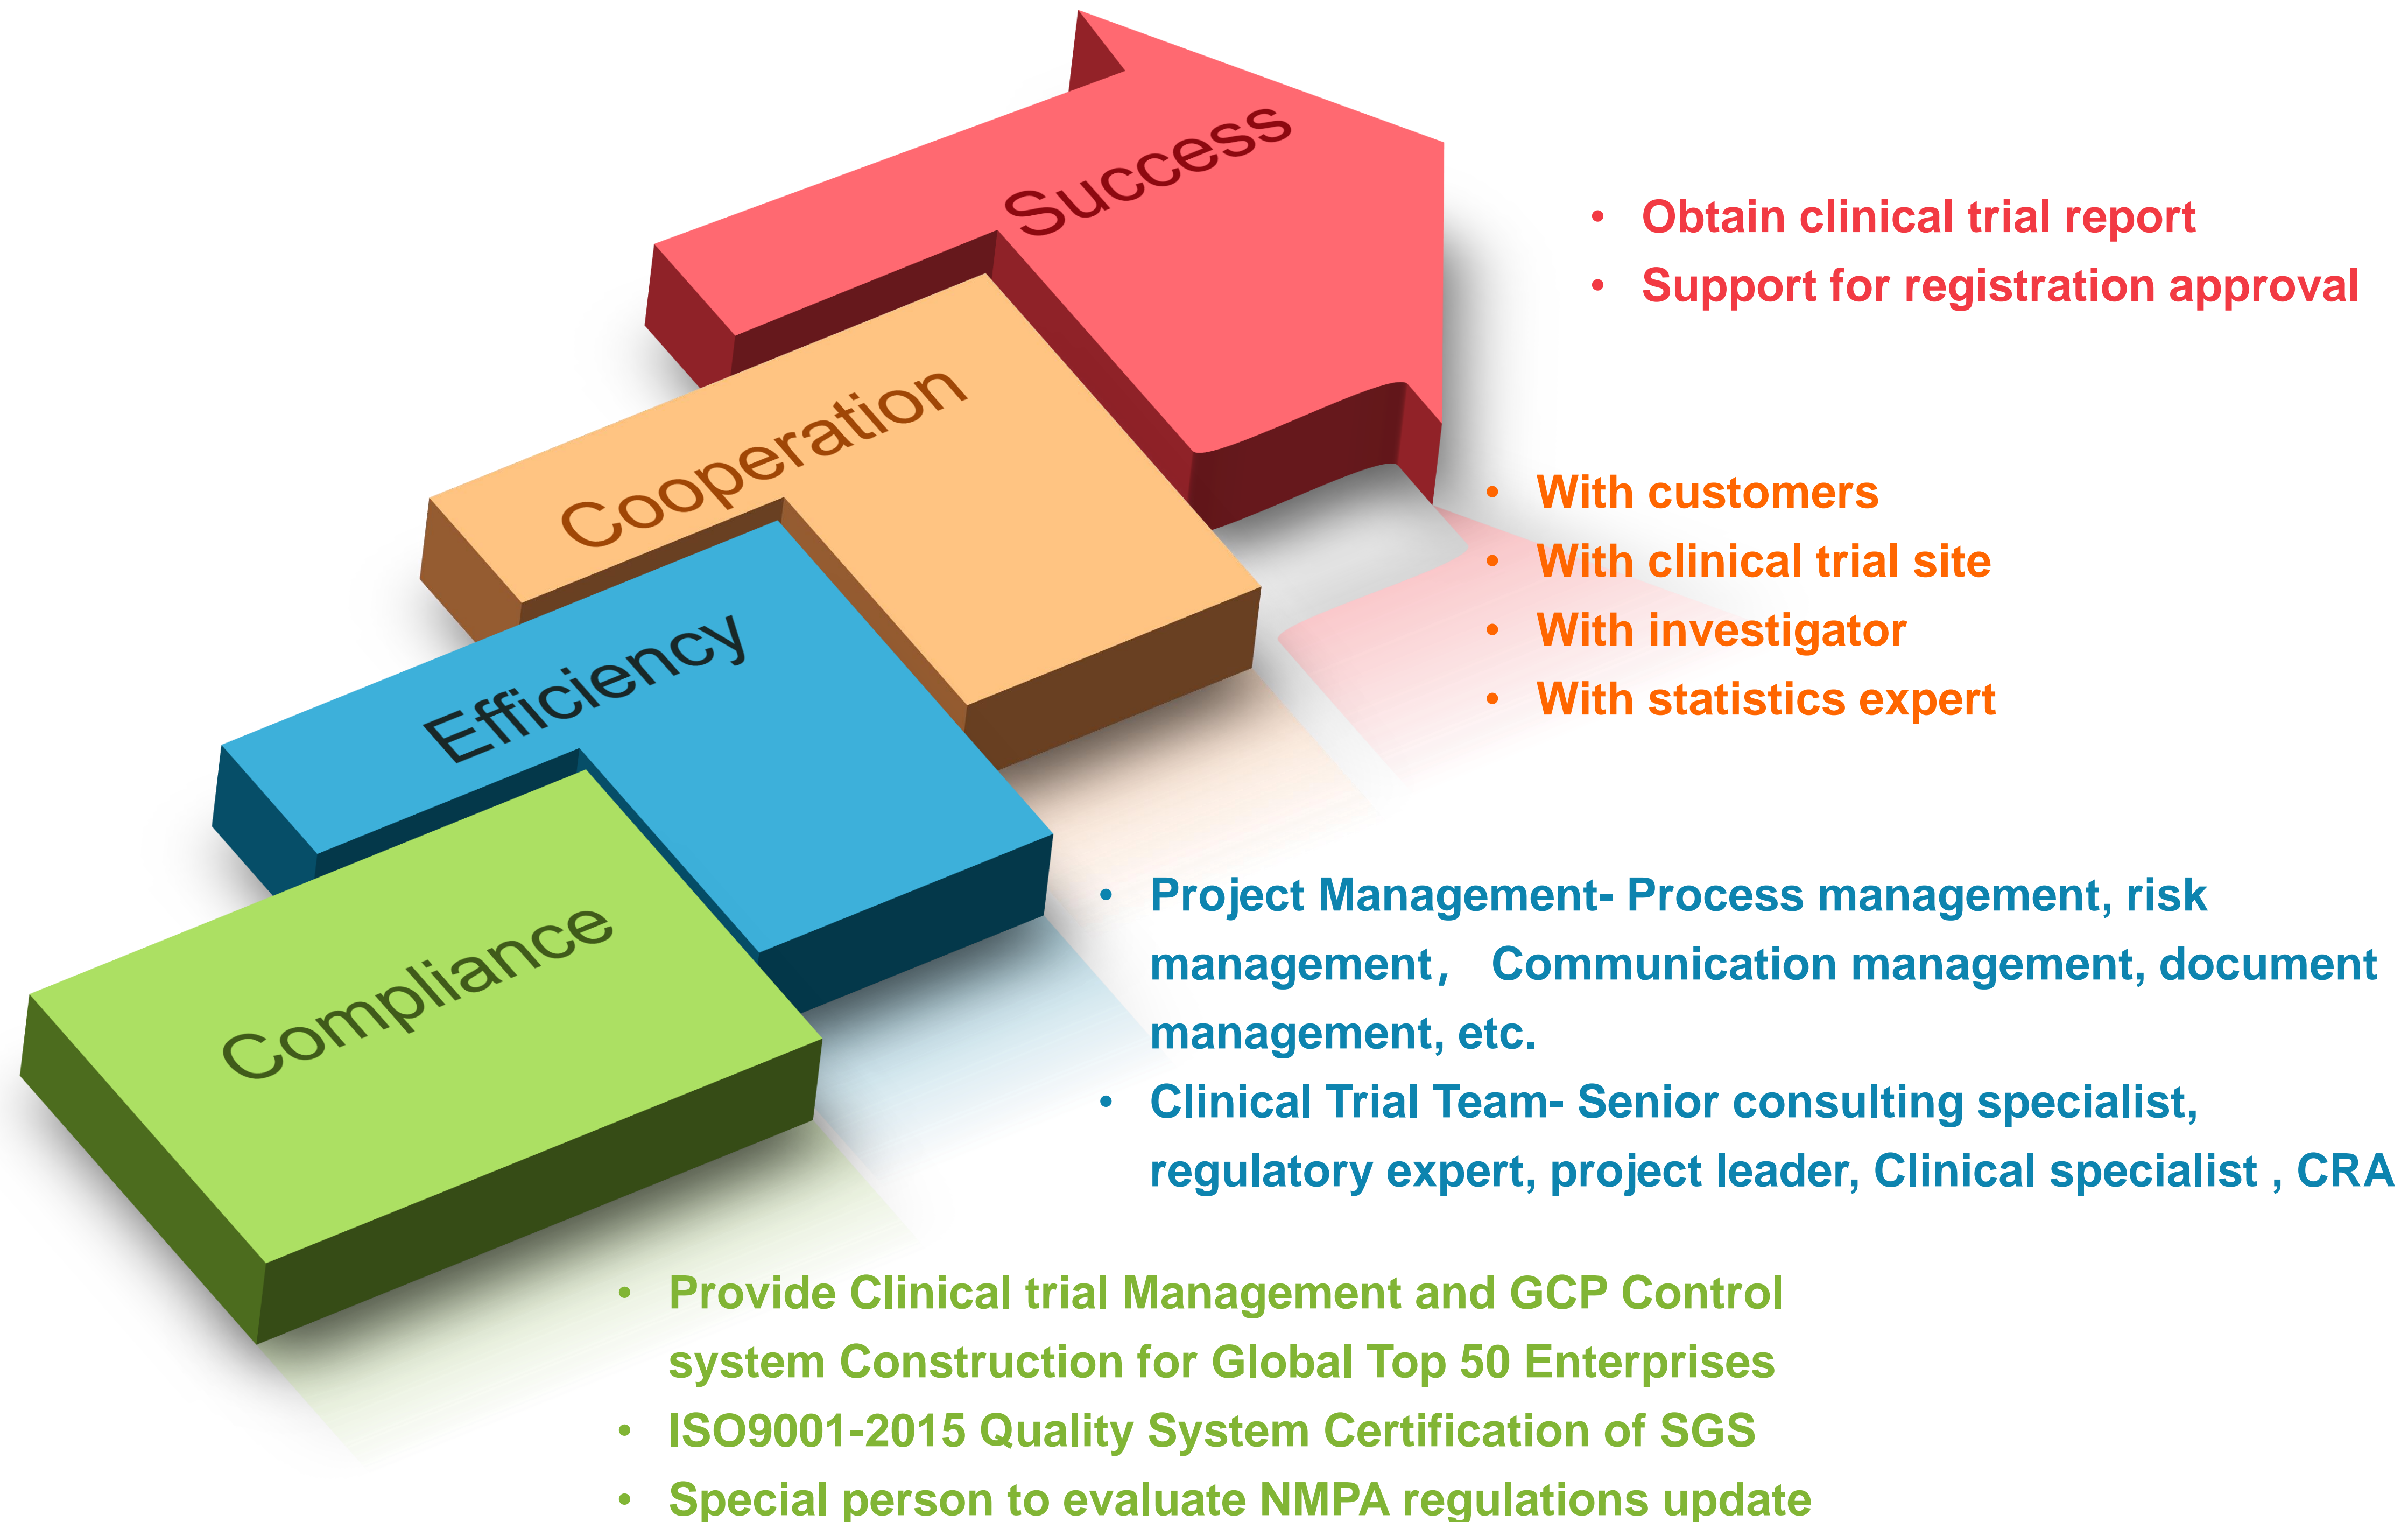 Success
• Obtain clinical trial report
• Support for registration approval
Cooperation
• With customers
• With clinical trial site
• With investigator
• With statistics expert
Efficiency
• Project Management- Process management, risk
management， Communication management, document
management, etc.
• Clinical Trial Team- Senior consulting specialist,
regulatory expert, project leader, Clinical specialist , CRA
Compliance
• Provide Clinical trial Management and GCP Control
system Construction for Global Top 50 Enterprises
• ISO9001-2015 Quality System Certification of SGS
• Special person to evaluate NMPA regulations update